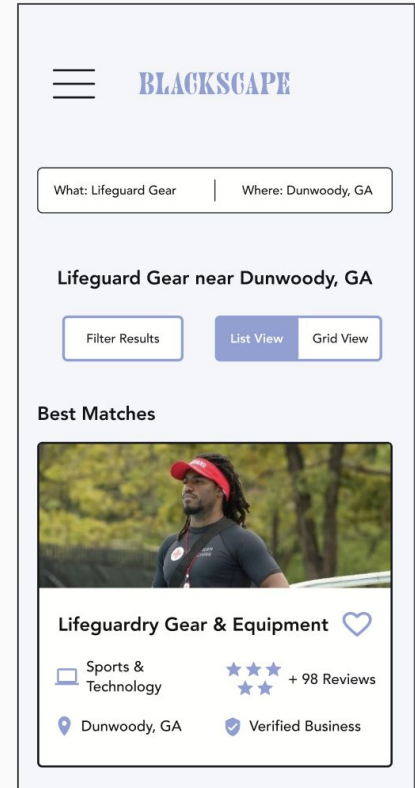 BLACKSCAPE
What: Lifeguard Gear
Where: Dunwoody, GA
Lifeguard Gear near Dunwoody, GA
Filter Results
List View
Grid View
Best Matches
Lifeguardry Gear & Equipment
Sports &
Technology
+ 98 Reviews
Dunwoody, GA
Verified Business